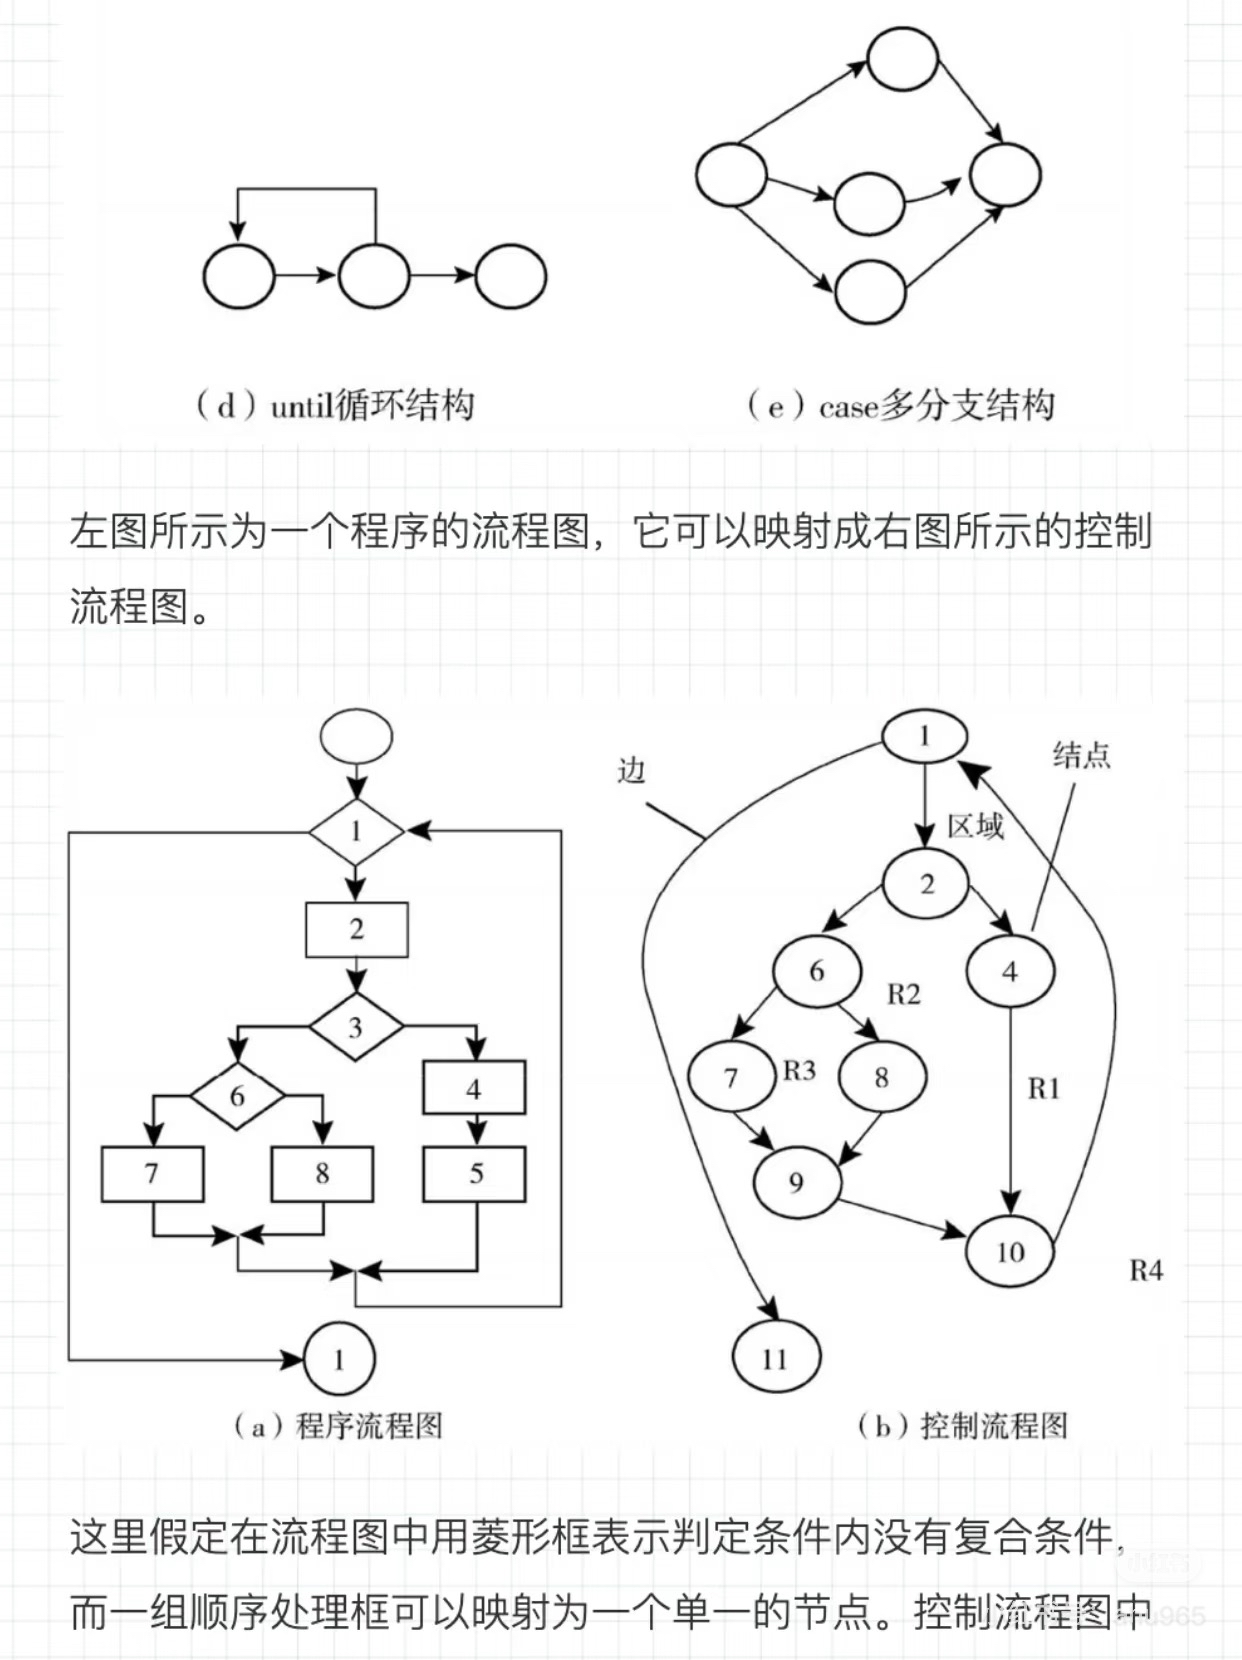 (d)until循环结构
(e)case多分支结构
左图所示为一个程序的流程图，它可以映射成右图所示的控制
流程图。
1
2
3
6
4
7
8
5
1
(a)程序流程图
边
1
结点
区域
2
6
4
R2
7
R3
8
R1
9
10
R4
11
(b)控制流程图
这里假定在流程图中用菱形框表示判定条件内没有复合条件，
而一组顺序处理框可以映射为一个单一的节点。控制流程图中